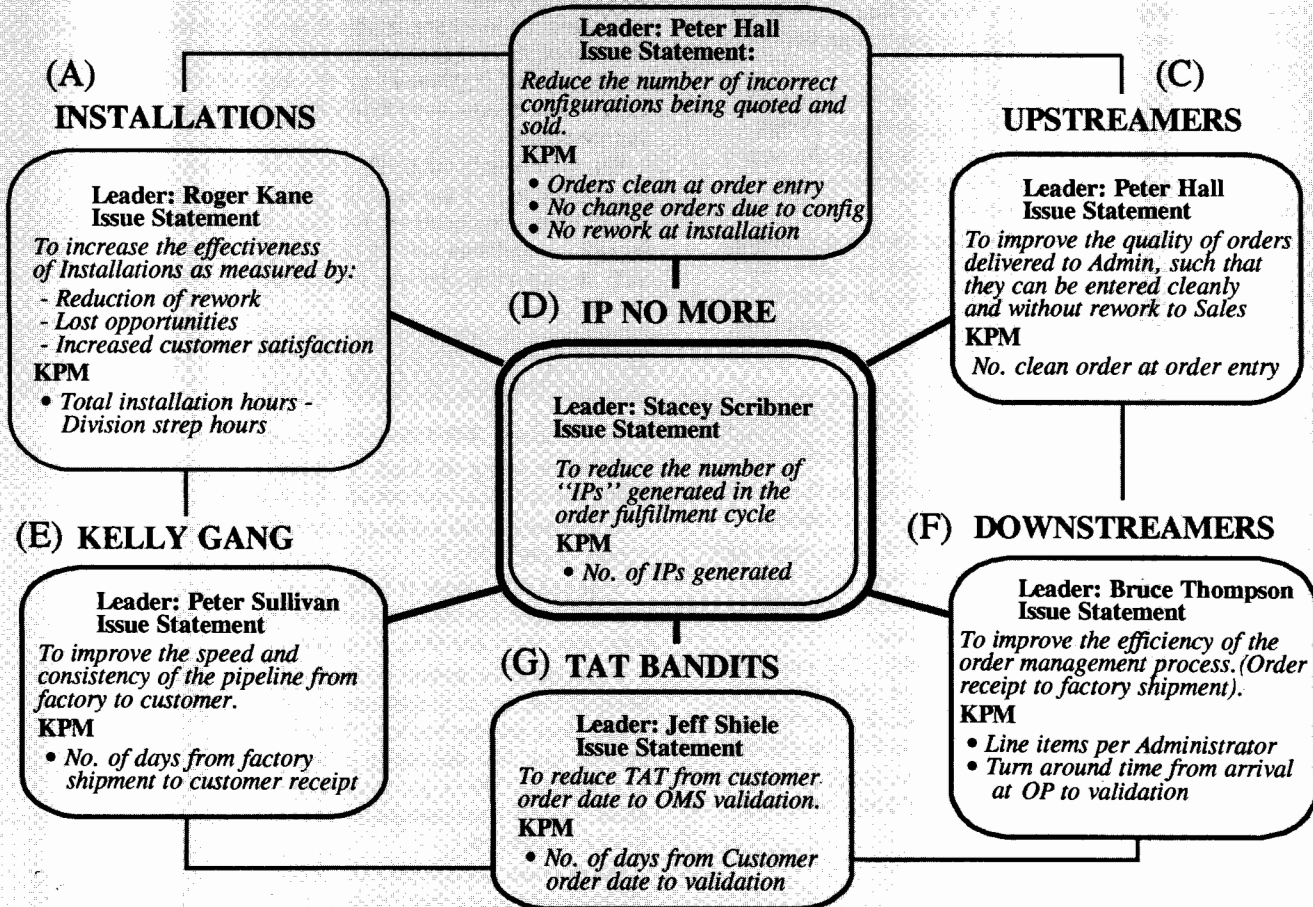 Leader: Peter Hall
Issue Statement:
Reduce the number of incorrect
configurations being quoted and
sold.
KPM
• Orders clean at order entry
• No change orders due to config
• No rework at installation
(A)
INSTALLATIONS
Leader: Roger Kane
Issue Statement
To increase the effectiveness
of Installations as measured by:
- Reduction of rework
- Lost opportunities
- Increased customer satisfaction
KPM
• Total installation hours -
Division strep hours
(C)
UPSTREAMERS
Leader: Peter Hall
Issue Statement
To improve the quality of orders
delivered to Admin, such that
they can be entered cleanly
and without rework to Sales
KPM
No. clean order at order entry
(D) IP NO MORE
Leader: Stacey Scribner
Issue Statement
To reduce the number of
"IPs" generated in the
order fulfillment cycle
KPM
• No. of IPs generated
(E) KELLY GANG
Leader: Peter Sullivan
Issue Statement
To improve the speed and
consistency of the pipeline from
factory to customer.
KPM
• No. of days from factory
shipment to customer receipt
(F) DOWNSTREAMERS
Leader: Bruce Thompson
Issue Statement
To improve the efficiency of the
order management process. (Order
receipt to factory shipment).
KPM
• Line items per Administrator
• Turn around time from arrival
at OP to validation
(G) TAT BANDITS
Leader: Jeff Shiele
Issue Statement
To reduce TAT from customer
order date to OMS validation.
KPM
• No. of days from Customer
order date to validation